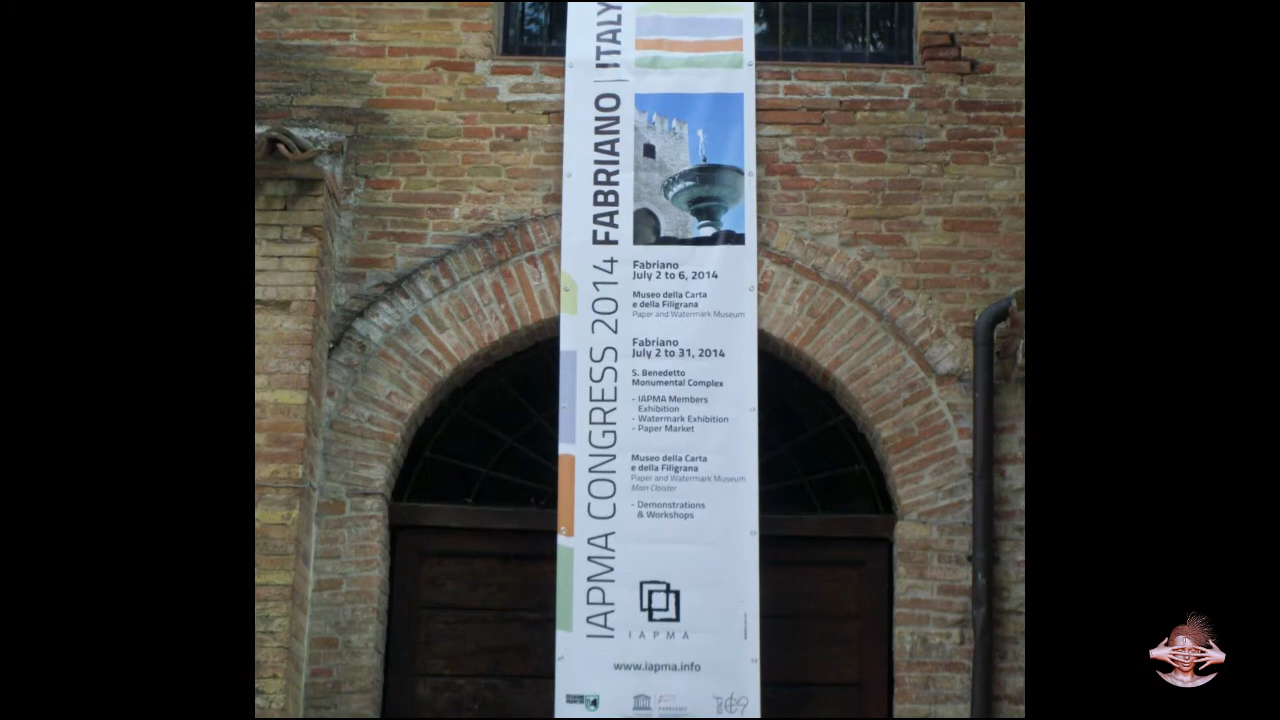 IAPMA CONGRESS 2014 FABRIANO | ITALY
Fabriano
July 2 to 6, 2014
Museo della Carta
e della Filigrana
Paper and Watermark Museum
Fabriano
July 2 to 31, 2014
S. Benedetto
Monumental Complex
- IAPMA Members
Exhibition
- Watermark Exhibition
- Paper Market
Museo della Carta
e della Filigrana
Paper and Watermark Museum
Main Cloister
- Demonstrations
& Workshops
IAPMA
www.iapma.info